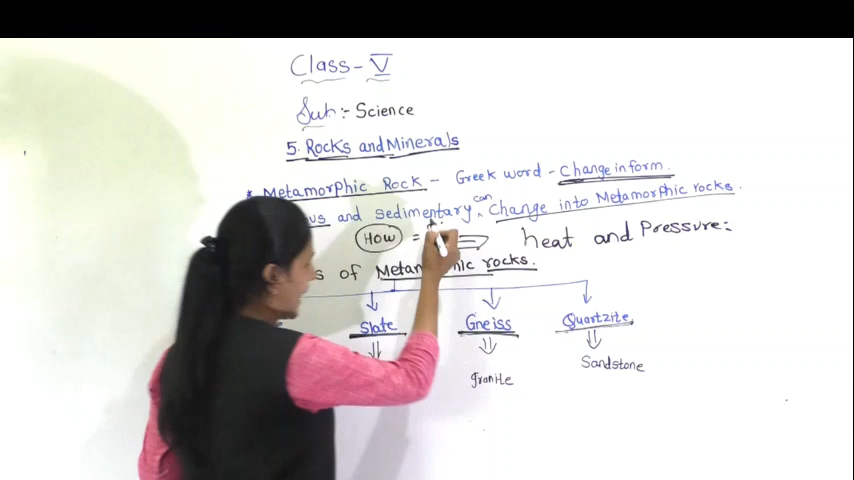 Class - V
Sub :- Science
5. Rocks and Minerals
* Metamorphic Rock - Greek word - Change in form.
and Sedimentary can Change into Metamorphic rocks.
How = heat and Pressure:
of rocks.
Slate Gneiss Quartzite
granite Sandstone